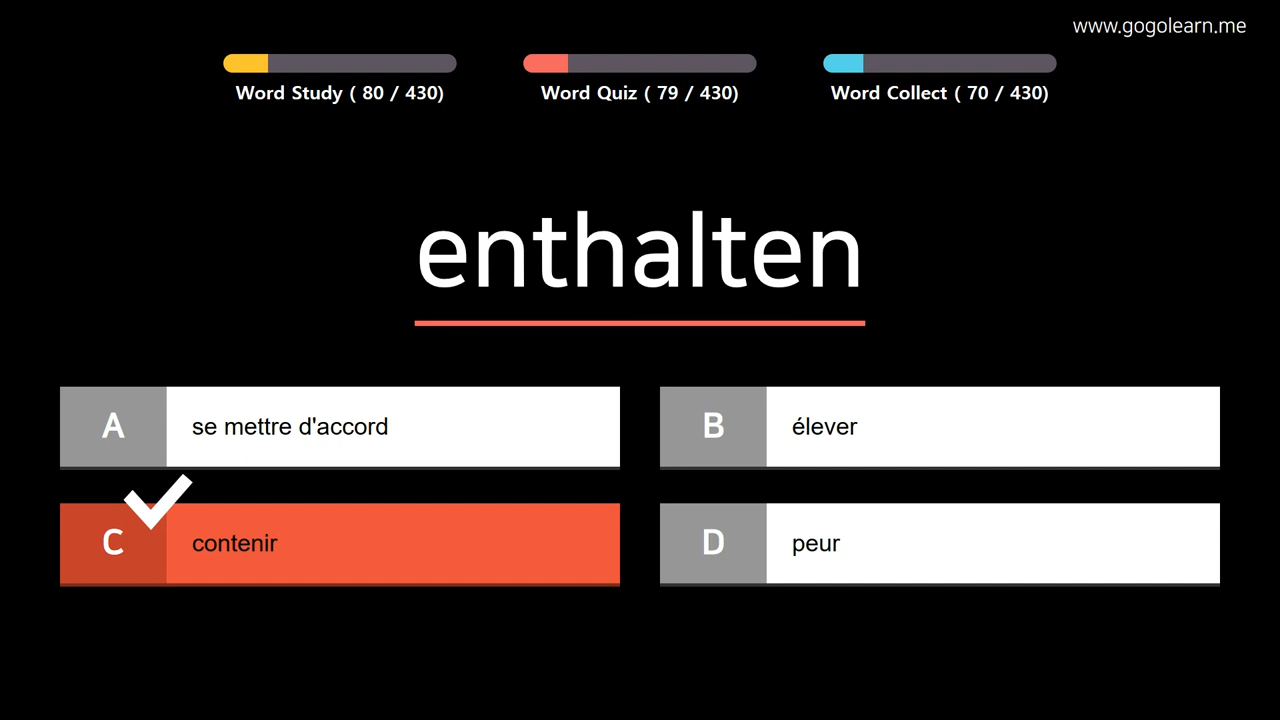 www.gogolearn.me
Word Study ( 80 / 430)
Word Quiz ( 79 / 430)
Word Collect ( 70 / 430)
enthalten
A se mettre d'accord
B élever
C contenir
D peur